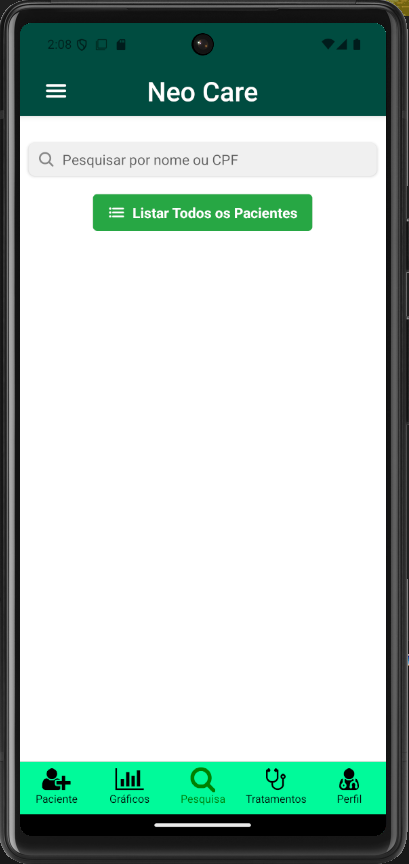 2:08
Neo Care
Pesquisar por nome ou CPF
Listar Todos os Pacientes
Paciente
Gráficos
Pesquisa
Tratamentos
Perfil